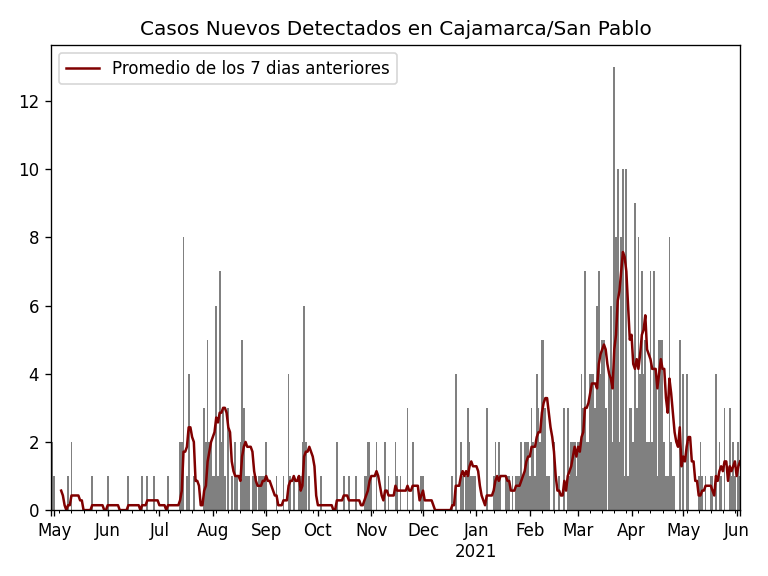 Casos Nuevos Detectados en Cajamarca/San Pablo
Promedio de los 7 dias anteriores
12
10
8
6
4
2
0
May Jun Jul Aug Sep Oct Nov Dec Jan Feb Mar Apr May Jun
2021